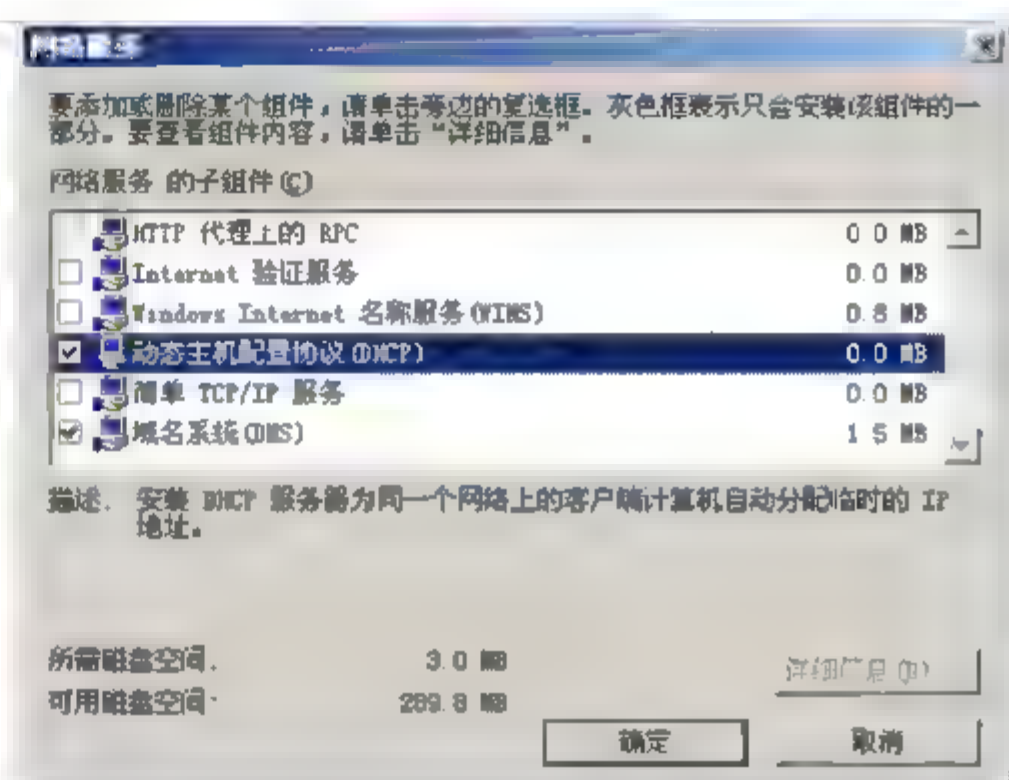 网络服务
要添加或删除某个组件，请单击旁边的复选框。灰色框表示只会安装该组件的一
部分。要查看组件内容，请单击“详细信息”。
网络服务 的子组件(C)
HTTP 代理上的 RPC 0.0 MB
Internet 验证服务 0.0 MB
Windows Internet 名称服务(WINS) 0.8 MB
动态主机配置协议(DHCP) 0.0 MB
简单 TCP/IP 服务 0.0 MB
域名系统(DNS) 1.5 MB
描述: 安装 DHCP 服务器为同一个网络上的客户端计算机自动分配临时的 IP
地址。
所需磁盘空间: 3.0 MB
详细信息(D)
可用磁盘空间: 289.8 MB
确定
取消